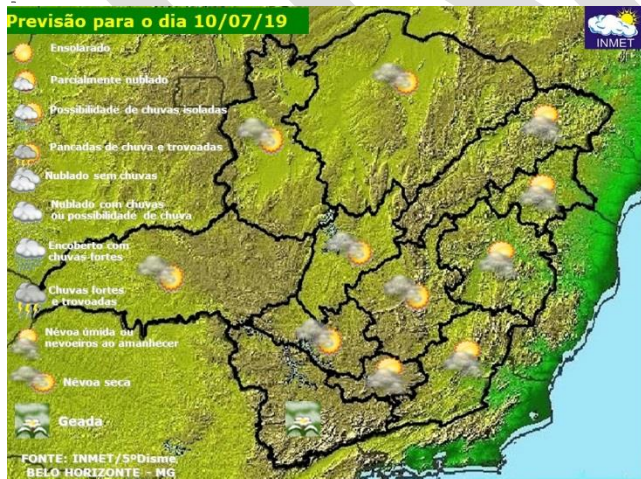 Previsão para o dia 10/07/19
INMET
Ensolarado
Parcialmente nublado
Possibilidade de chuvas isoladas
Pancadas de chuva e trovoadas
Nublado sem chuvas
Nublado com chuvas
ou possibilidade de chuva
Encoberto com
chuvas fortes
Chuvas fortes
e trovoadas
Névoa úmida ou
nevoeiros ao amanhecer
Névoa seca
Geada
FONTE: INMET/5ºDisme
BELO HORIZONTE - MG